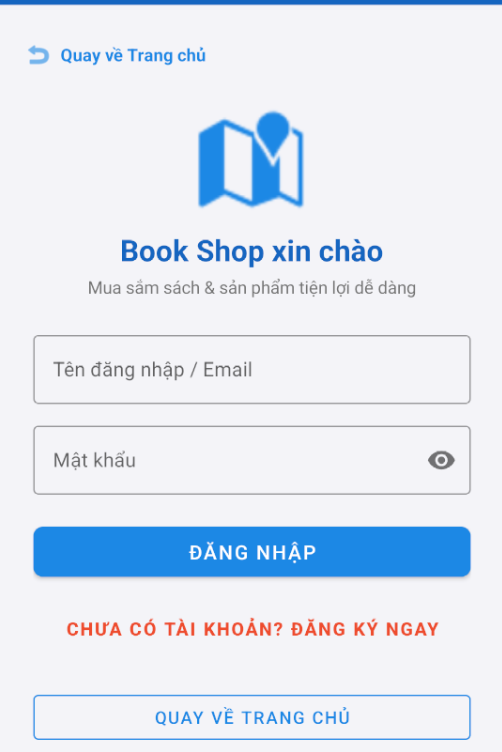 Quay về Trang chủ
Book Shop xin chào
Mua sắm sách & sản phẩm tiện lợi dễ dàng
Tên đăng nhập / Email
Mật khẩu
ĐĂNG NHẬP
CHƯA CÓ TÀI KHOẢN? ĐĂNG KÝ NGAY
QUAY VỀ TRANG CHỦ